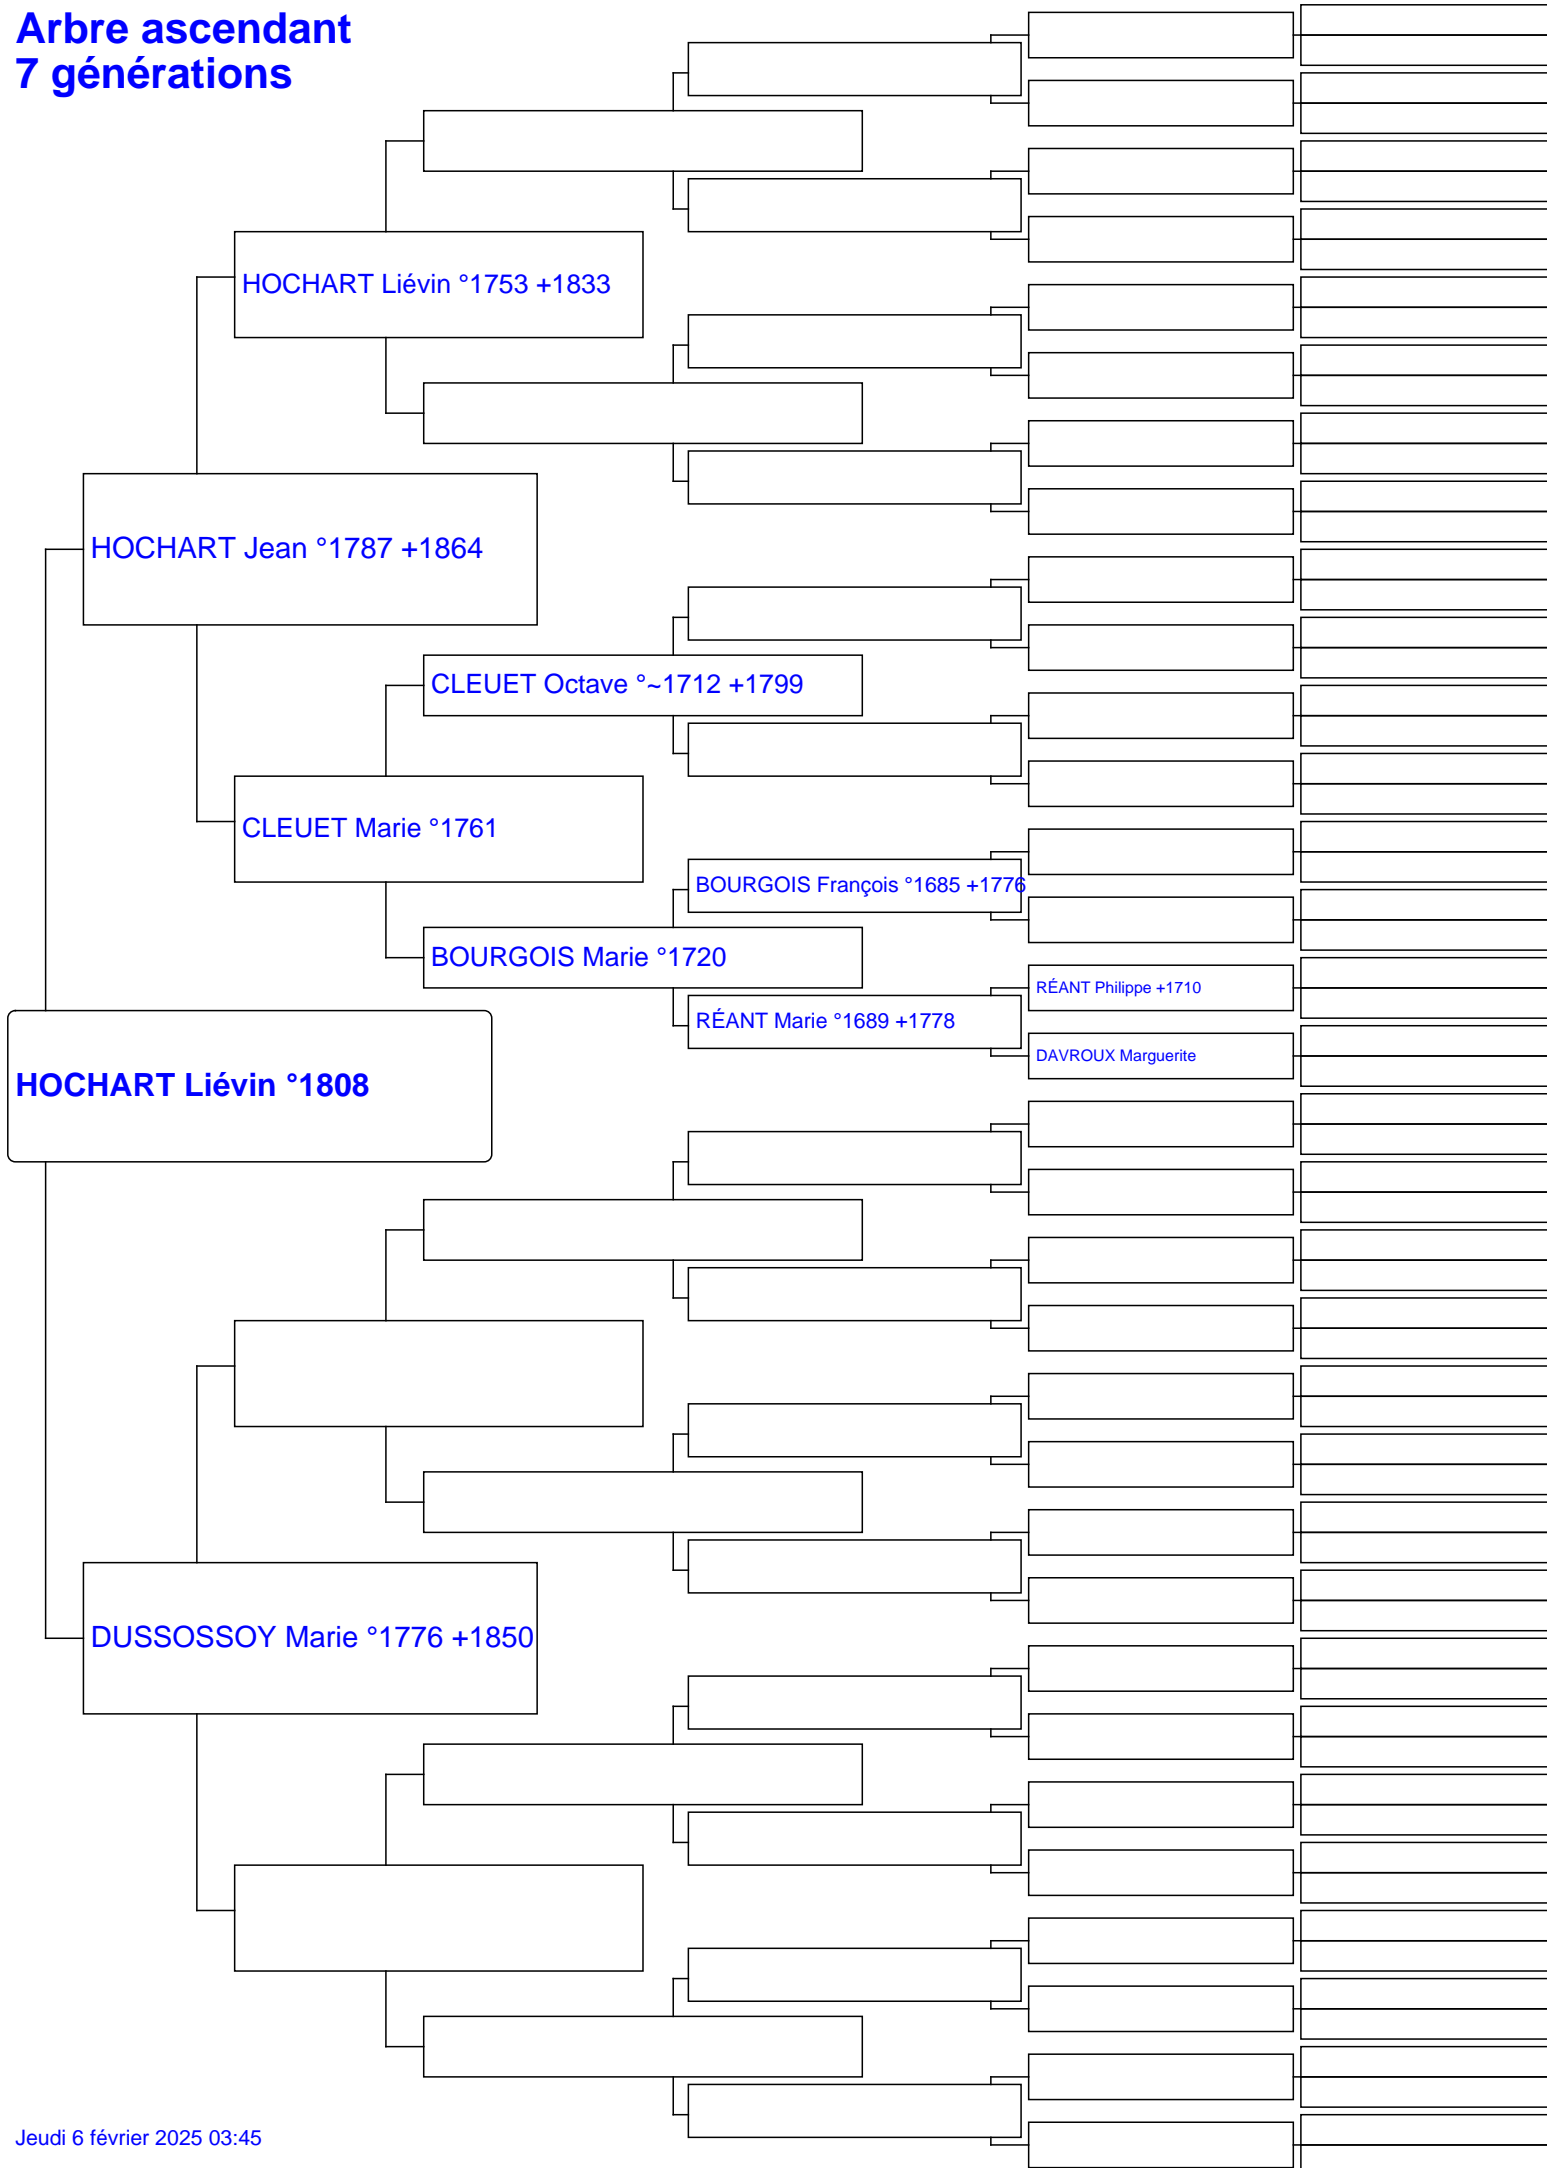 Arbre ascendant
7 générations
HOCHART Liévin °1753 +1833
HOCHART Jean °1787 +1864
CLEUET Octave °~1712 +1799
CLEUET Marie °1761
BOURGOIS François °1685 +1776
BOURGOIS Marie °1720
RÉANT Philippe +1710
RÉANT Marie °1689 +1778
DAVROUX Marguerite
HOCHART Liévin °1808
DUSSOSSOY Marie °1776 +1850
Jeudi 6 février 2025 03:45